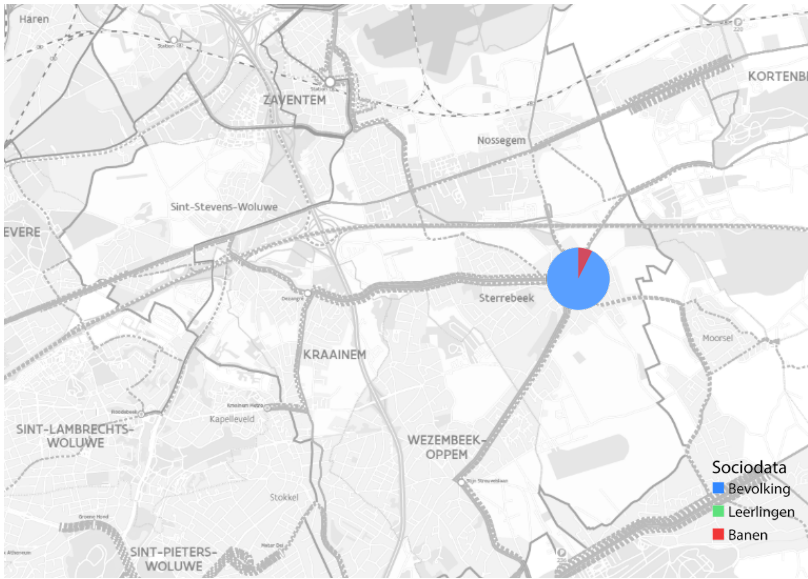 Haren
ZAVENTEM
KORTENB
Nossegem
Sint-Stevens-Woluwe
EVERE
Sterrebeek
Moorsel
KRAAINEM
Kapelleveld
SINT-LAMBRECHTS-
WOLUWE
WEZEMBEEK-
OPPEM
Stokkel
SINT-PIETERS-
WOLUWE
Sociodata
Bevolking
Leerlingen
Banen